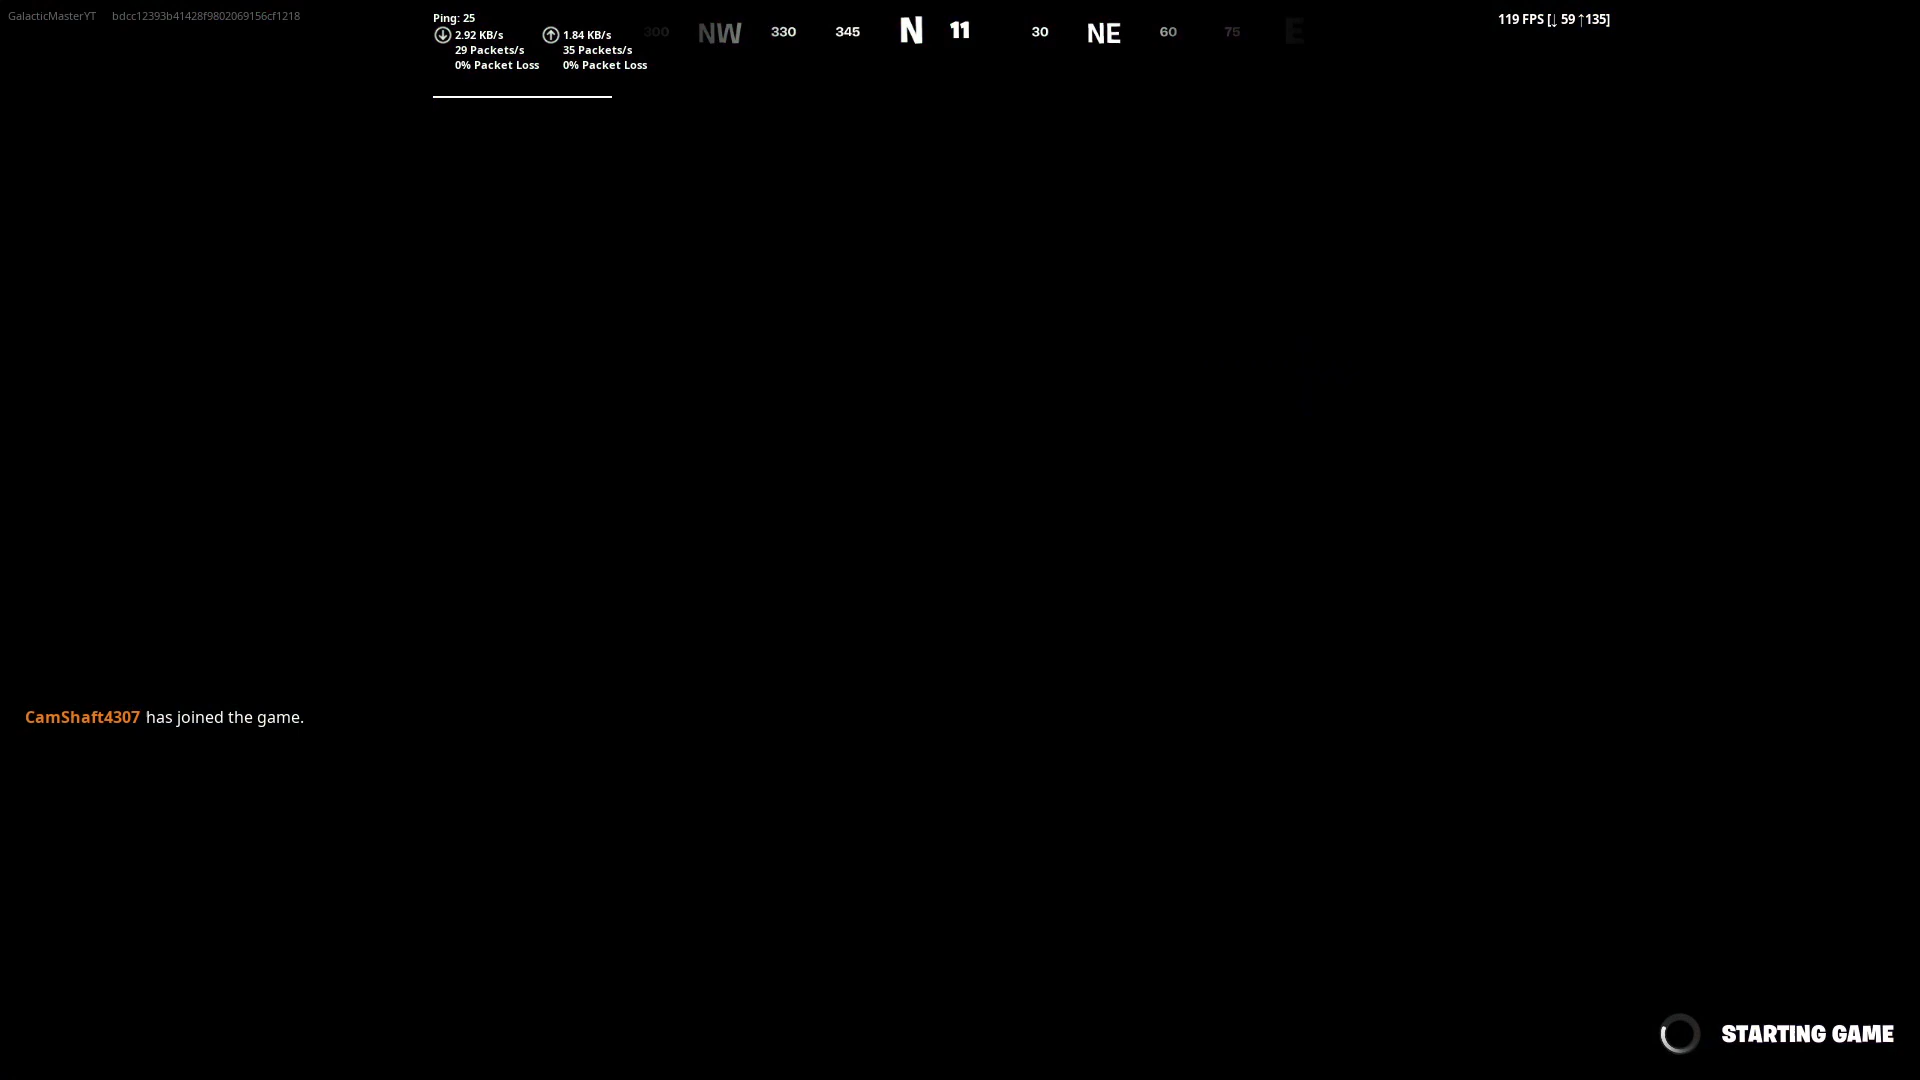 GalacticMasterYT bdcc12393b41428f9802069156cf1218
Ping: 25
2.92 KB/s 1.84 KB/s
29 Packets/s 35 Packets/s
0% Packet Loss 0% Packet Loss
300 NW 330 345 N 11 30 NE 60 75 E
119 FPS [↓ 59 ↑135]
CamShaft4307 has joined the game.
STARTING GAME